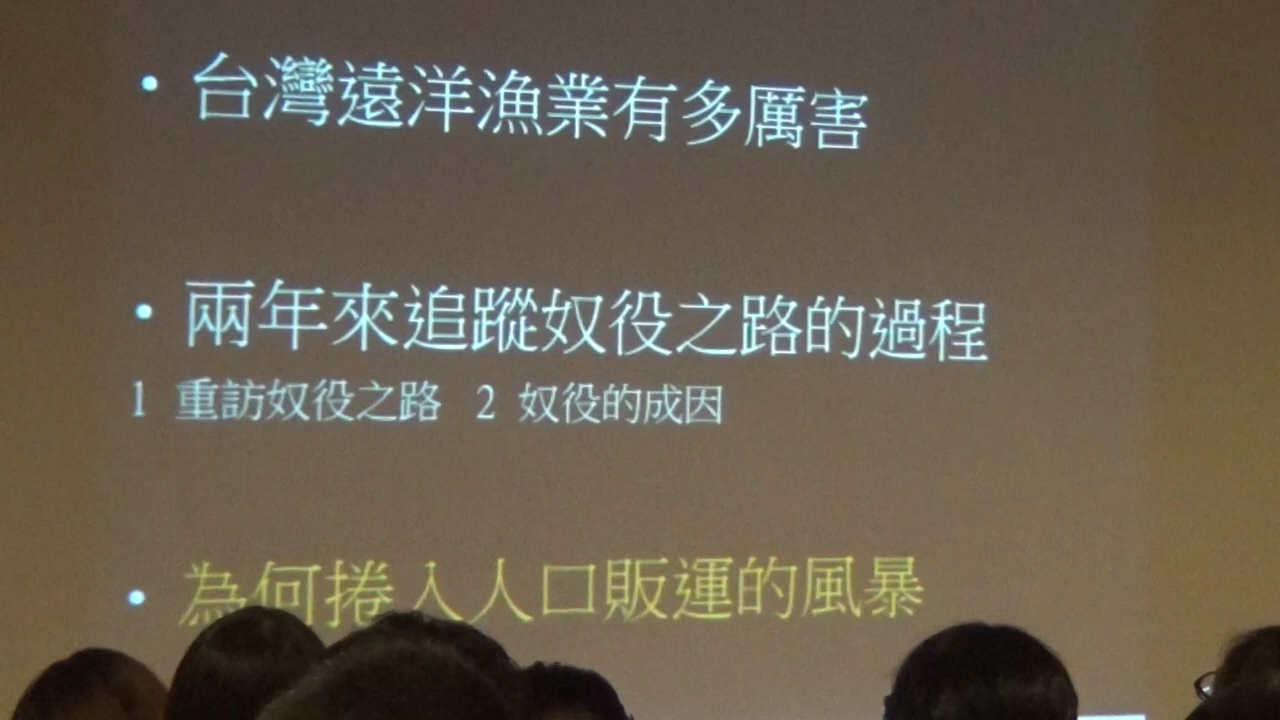 • 台灣遠洋漁業有多厲害
• 兩年來追蹤奴役之路的過程
1 重訪奴役之路 2 奴役的成因
• 為何捲入人口販運的風暴